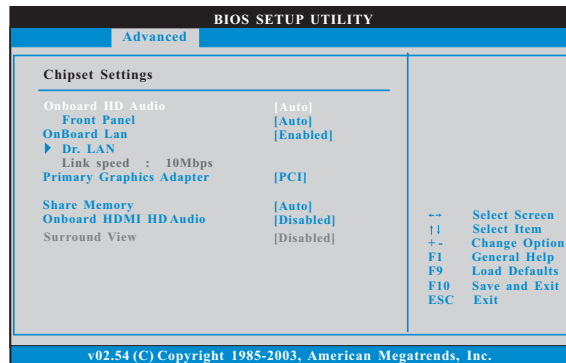 BIOS SETUP UTILITY
Advanced
Chipset Settings
Onboard HD Audio [Auto]
Front Panel [Auto]
OnBoard Lan [Enabled]
Dr. LAN
Link speed : 10Mbps
Primary Graphics Adapter [PCI]
Share Memory [Auto]
Onboard HDMI HD Audio [Disabled]
Surround View [Disabled]
←→ Select Screen
↑↓ Select Item
+ - Change Option
F1 General Help
F9 Load Defaults
F10 Save and Exit
ESC Exit
v02.54 (C) Copyright 1985-2003, American Megatrends, Inc.